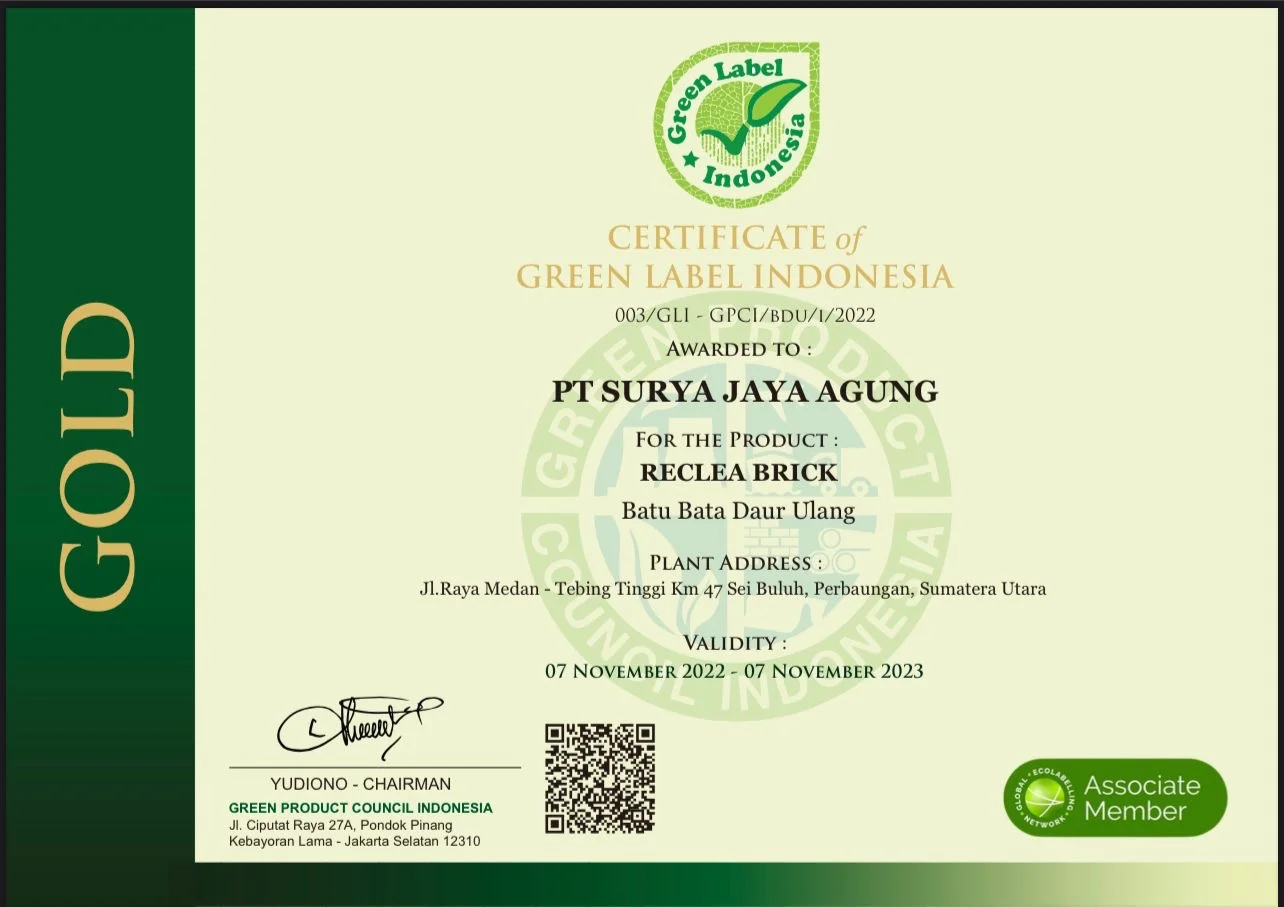 GOLD
Green Label
Indonesia
CERTIFICATE of
GREEN LABEL INDONESIA
003/GLI - GPCI/BDU/I/2022
AWARDED TO :
PT SURYA JAYA AGUNG
FOR THE PRODUCT :
RECLEA BRICK
Batu Bata Daur Ulang
PLANT ADDRESS :
Jl.Raya Medan - Tebing Tinggi Km 47 Sei Buluh, Perbaungan, Sumatera Utara
VALIDITY :
07 NOVEMBER 2022 - 07 NOVEMBER 2023
GREEN PRODUCT
COUNCIL INDONESIA
YUDIONO - CHAIRMAN
GREEN PRODUCT COUNCIL INDONESIA
Jl. Ciputat Raya 27A, Pondok Pinang
Kebayoran Lama - Jakarta Selatan 12310
GLOBAL · ECOLABELLING
NETWORK ·
Associate
Member